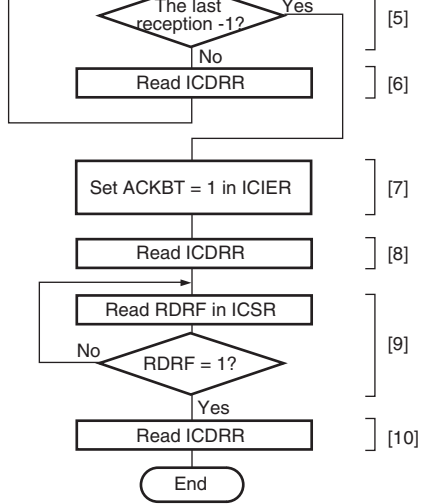 The last
reception -1?
Yes
[5]
No
Read ICDRR
[6]
Set ACKBT = 1 in ICIER
[7]
Read ICDRR
[8]
Read RDRF in ICSR
[9]
No
RDRF = 1?
Yes
Read ICDRR
[10]
End